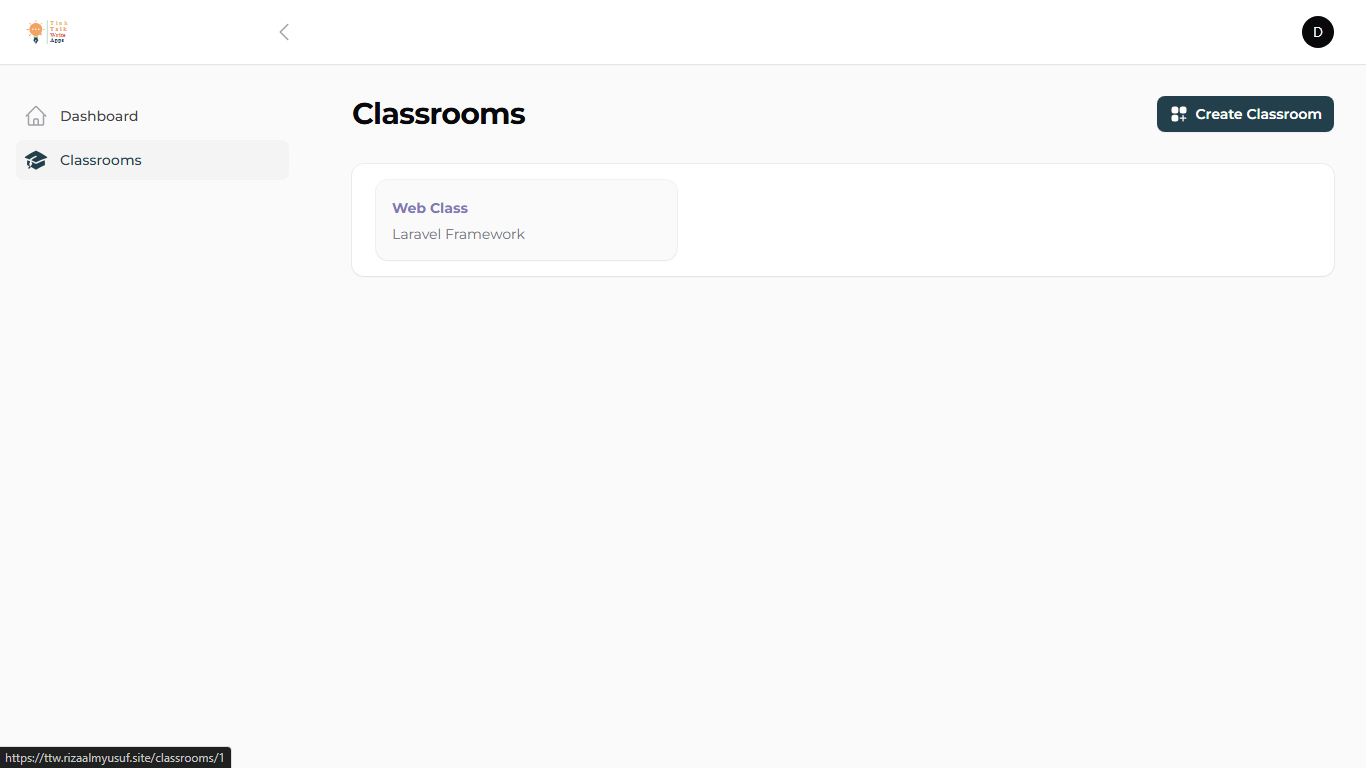 Think
Talk
Write
Apps
D
Dashboard
Classrooms
Classrooms
Create Classroom
Web Class
Laravel Framework
https://ttw.rizaalmyusuf.site/classrooms/1